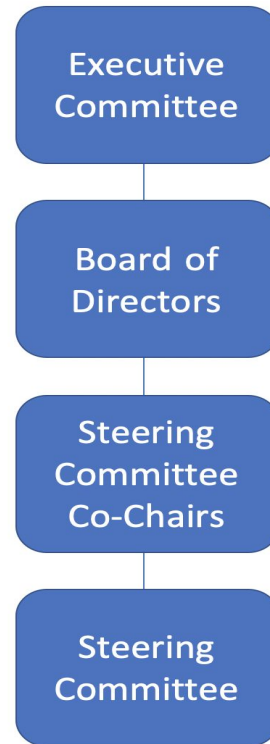 Executive
Committee
Board of
Directors
Steering
Committee
Co-Chairs
Steering
Committee